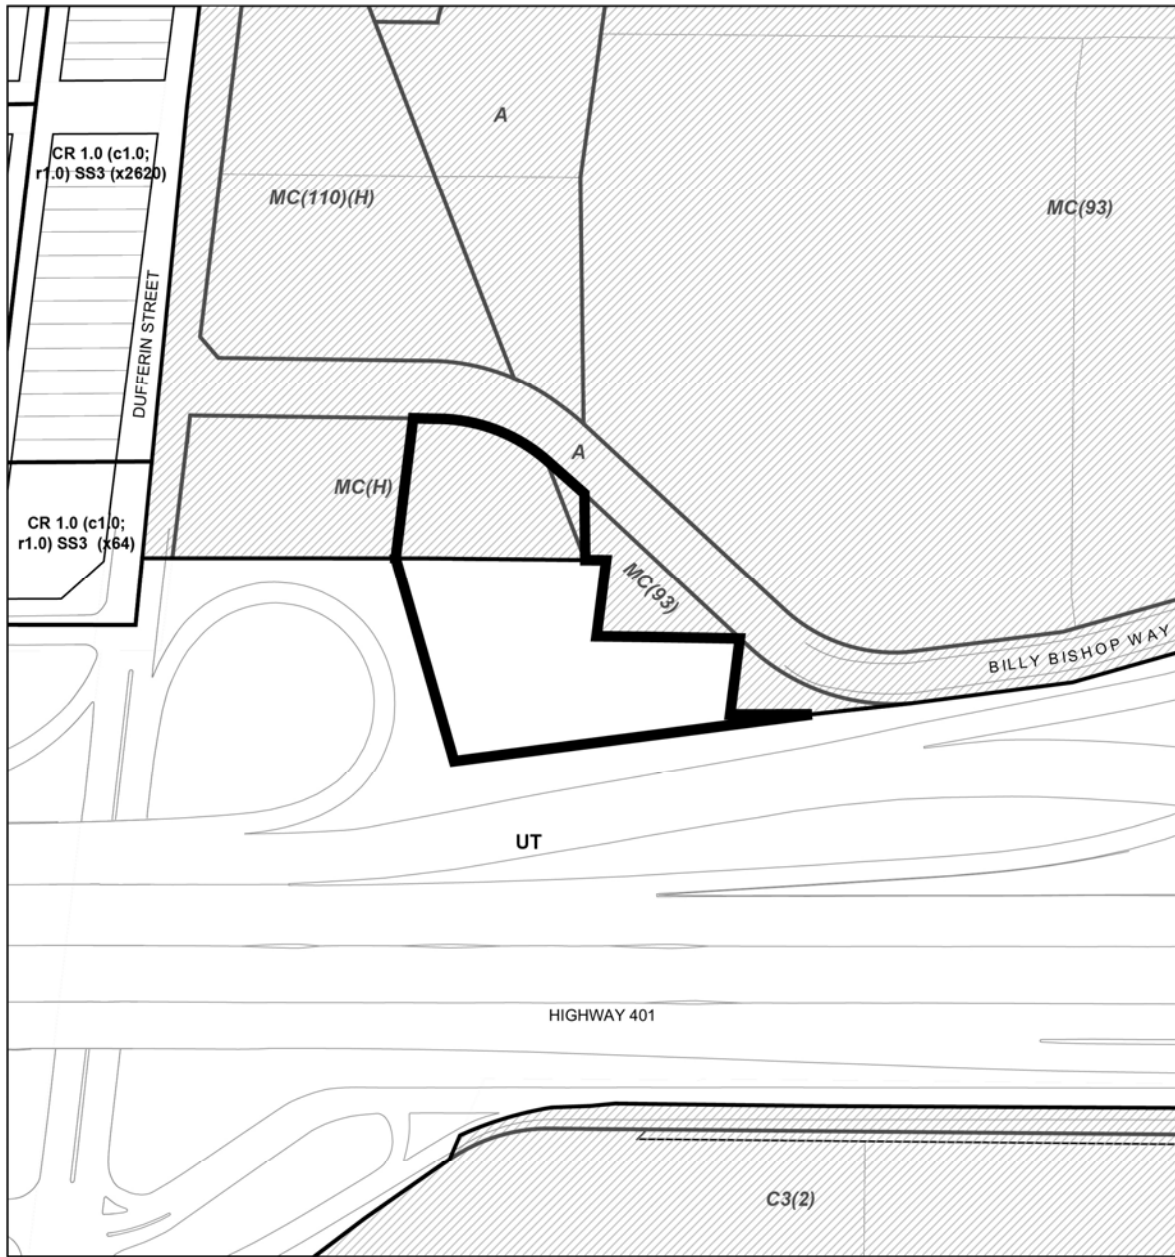 A
CR 1.0 (c1.0;
r1.0) SS3 (x2620)
MC(110)(H)
MC(93)
DUFFERIN STREET
A
MC(H)
CR 1.0 (c1.0;
r1.0) SS3 (x64)
MC(93)
BILLY BISHOP WAY
UT
HIGHWAY 401
C3(2)